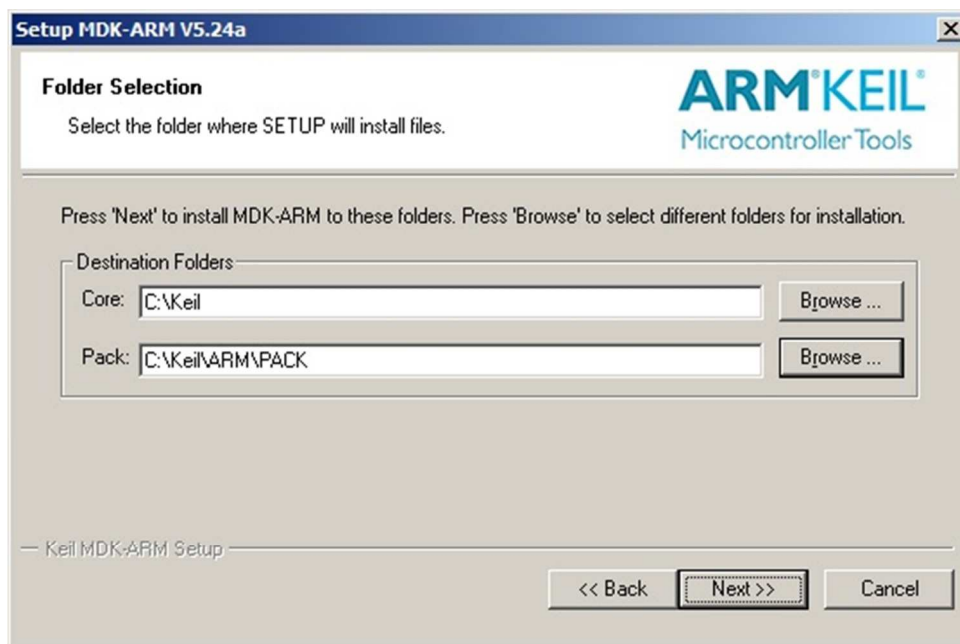 Setup MDK-ARM V5.24a
Folder Selection
Select the folder where SETUP will install files.
ARM®KEIL®
Microcontroller Tools
Press 'Next' to install MDK-ARM to these folders. Press 'Browse' to select different folders for installation.
Destination Folders
Core: C:\Keil Browse ...
Pack: C:\Keil\ARM\PACK Browse ...
Keil MDK-ARM Setup
<< Back Next >> Cancel